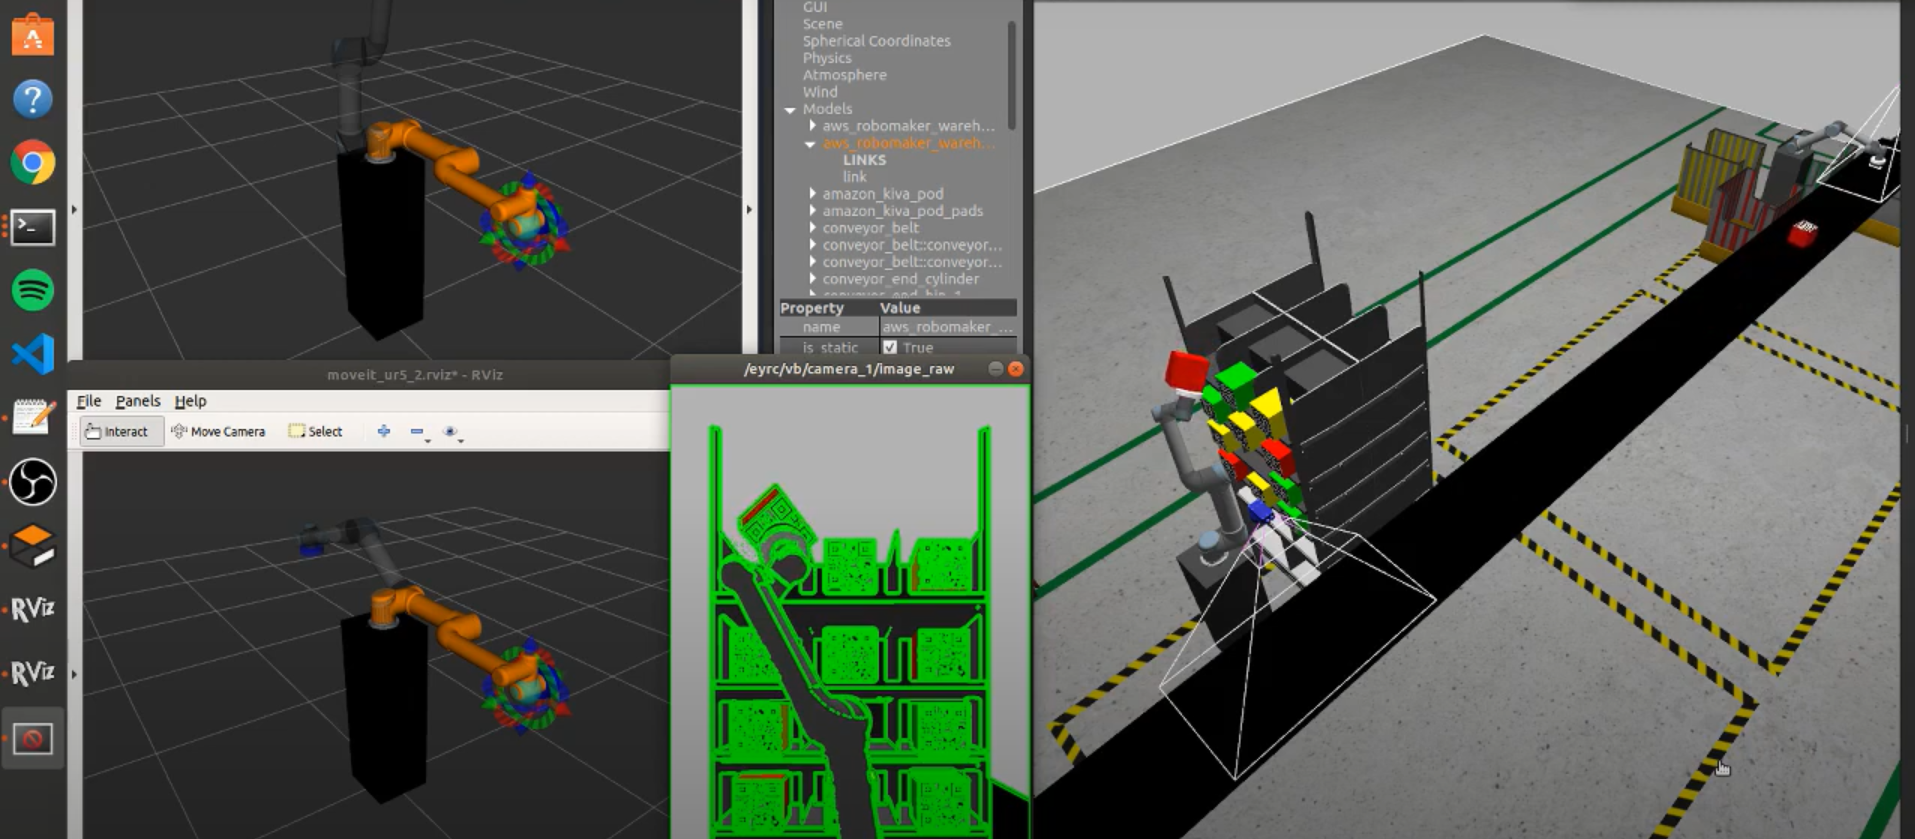 GUI
Scene
Spherical Coordinates
Physics
Atmosphere
Wind
Models
aws_robomaker_wareh...
aws_robomaker_wareh...
LINKS
link
amazon_kiva_pod
amazon_kiva_pod_pads
conveyor_belt
conveyor_belt::conveyor...
conveyor_belt::conveyor...
conveyor_end_cylinder
Property Value
name aws_robomaker_...
is_static True
moveit_ur5_2.rviz* - RViz
File Panels Help
Interact Move Camera Select
/eyrc/vb/camera_1/image_raw
RViz
RViz